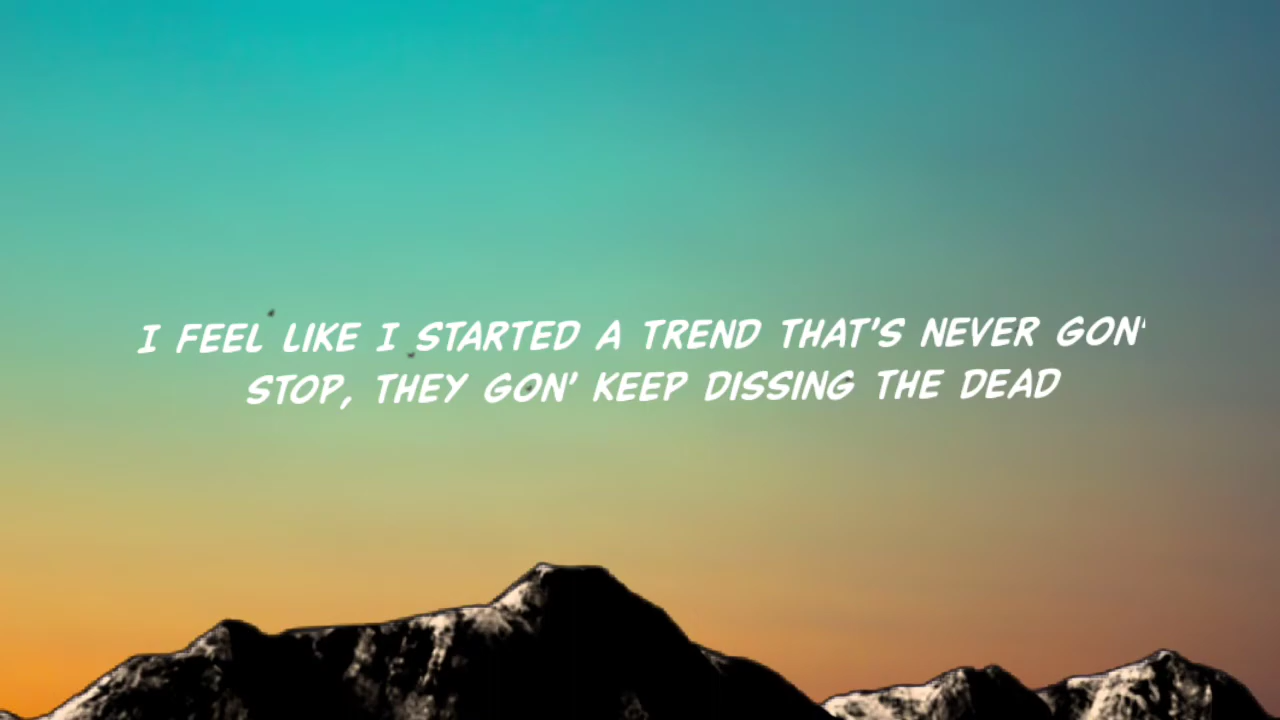 I FEEL LIKE I STARTED A TREND THAT'S NEVER GON'
STOP, THEY GON' KEEP DISSING THE DEAD